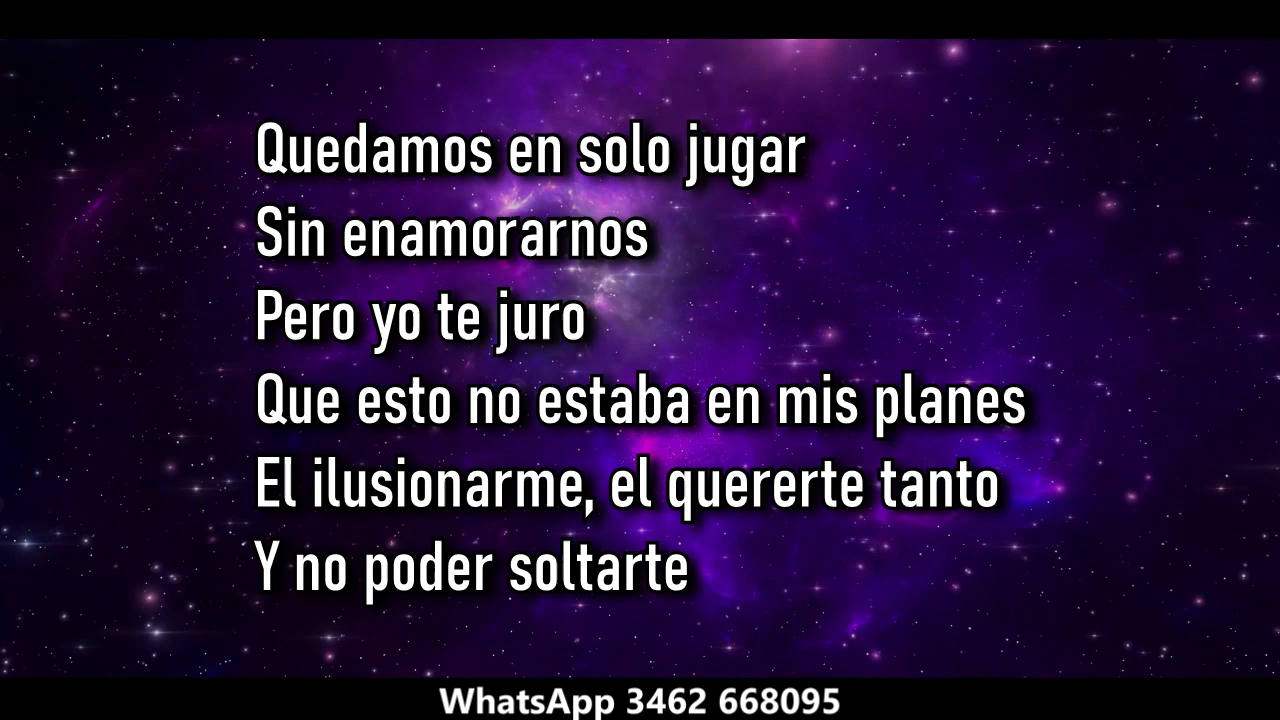 Quedamos en solo jugar
Sin enamorarnos
Pero yo te juro
Que esto no estaba en mis planes
El ilusionarme, el quererte tanto
Y no poder soltarte
WhatsApp 3462 668095